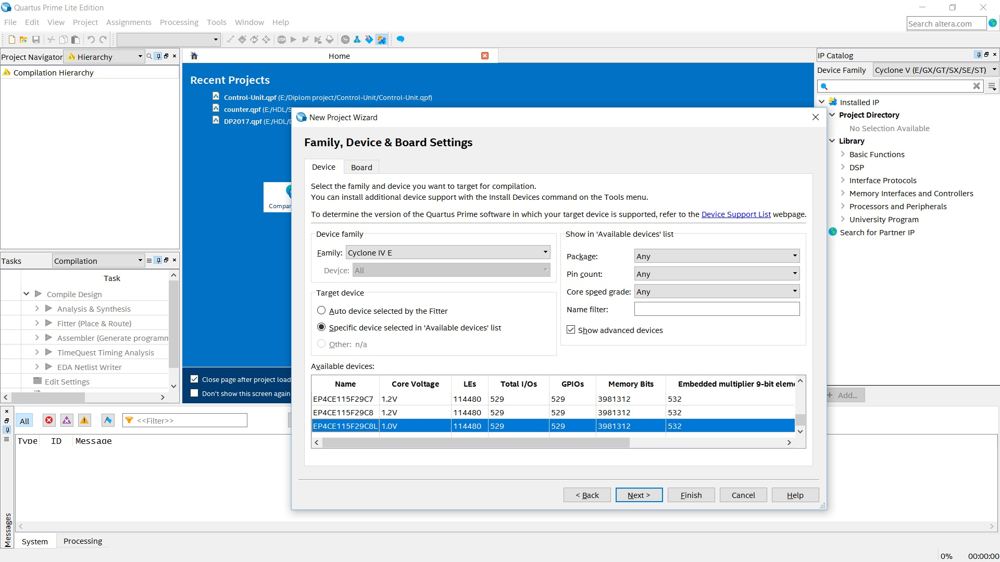 Quartus Prime Lite Edition
File Edit View Project Assignments Processing Tools Window Help
Search altera.com
Project Navigator Hierarchy
Compilation Hierarchy
Home
Recent Projects
Control-Unit.qpf (E:/Diplom project/Control-Unit/Control-Unit.qpf)
counter.qpf (E:/HDL/S
DP2017.qpf (E:/HDL/
Compar
Close page after project load
Don't show this screen again
IP Catalog
Device Family Cyclone V (E/GX/GT/SX/SE/ST)
Installed IP
Project Directory
No Selection Available
Library
Basic Functions
DSP
Interface Protocols
Memory Interfaces and Controllers
Processors and Peripherals
University Program
Search for Partner IP
+ Add...
Tasks Compilation
Task
Compile Design
Analysis & Synthesis
Fitter (Place & Route)
Assembler (Generate programm
TimeQuest Timing Analysis
EDA Netlist Writer
Edit Settings
New Project Wizard
Family, Device & Board Settings
Device Board
Select the family and device you want to target for compilation.
You can install additional device support with the Install Devices command on the Tools menu.
To determine the version of the Quartus Prime software in which your target device is supported, refer to the Device Support List webpage.
Device family
Family: Cyclone IV E
Device: All
Target device
Auto device selected by the Fitter
Specific device selected in 'Available devices' list
Other: n/a
Show in 'Available devices' list
Package: Any
Pin count: Any
Core speed grade: Any
Name filter:
Show advanced devices
Available devices:
Name Core Voltage LEs Total I/Os GPIOs Memory Bits Embedded multiplier 9-bit eleme
EP4CE115F29C7 1.2V 114480 529 529 3981312 532
EP4CE115F29C8 1.2V 114480 529 529 3981312 532
EP4CE115F29C8L 1.0V 114480 529 529 3981312 532
< Back Next > Finish Cancel Help
All <<Filter>>
Type ID Message
Messages
System Processing
0% 00:00:00